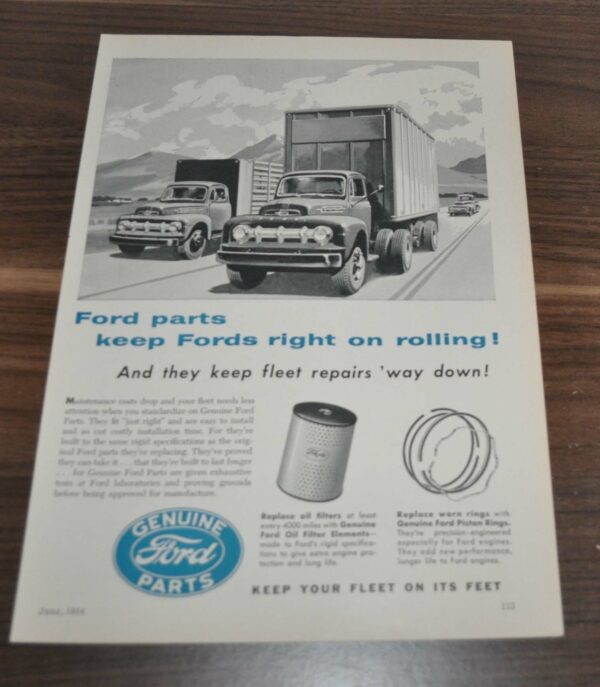 Ford parts
keep Fords right on rolling!
And they keep fleet repairs 'way down!
Maintenance costs drop and your fleet needs less
attention when you standardize on Genuine Ford
Parts. They fit "just right" and are easy to install
and so cut costly installation time. For they're
built to the same rigid specifications as the orig-
inal Ford parts they're replacing. They've proved
they can take it . . . that they're built to last longer
. . . for Genuine Ford Parts are given exhaustive
tests at Ford laboratories and proving grounds
before being approved for manufacture.
Replace oil filters at least
every 4000 miles with Genuine
Ford Oil Filter Elements—
made to Ford's rigid specifica-
tions to give extra engine pro-
tection and long life.
Replace worn rings with
Genuine Ford Piston Rings.
They're precision-engineered
especially for Ford engines.
They add new performance,
longer life to Ford engines.
GENUINE
Ford
PARTS
KEEP YOUR FLEET ON ITS FEET
June, 1954
113